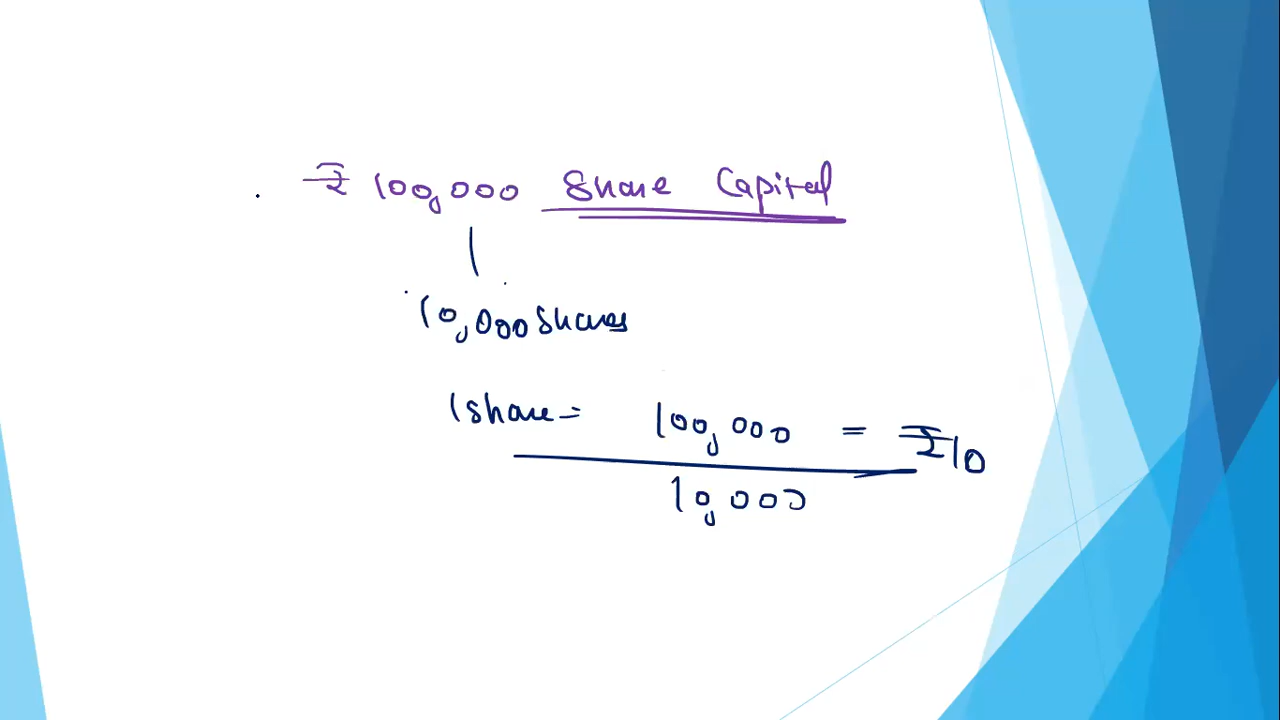 ₹ 100,000 Share Capital
10,000 Shares
1 Share = 100,000 = ₹10
10,000